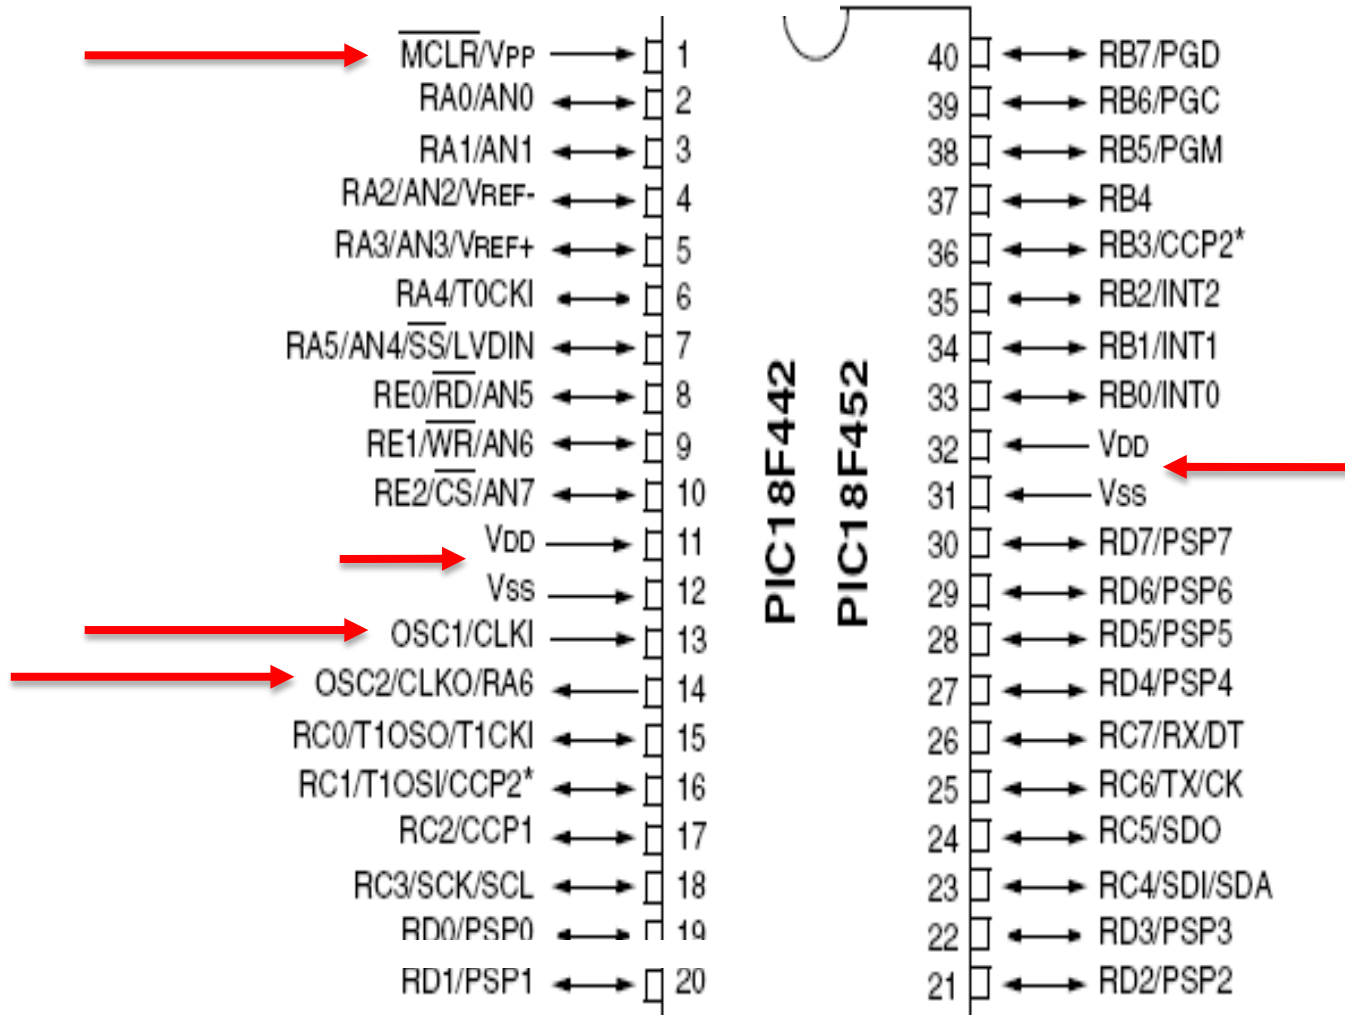 MCLR/VPP 1
RA0/AN0 2
RA1/AN1 3
RA2/AN2/VREF- 4
RA3/AN3/VREF+ 5
RA4/T0CKI 6
RA5/AN4/SS/LVDIN 7
RE0/RD/AN5 8
RE1/WR/AN6 9
RE2/CS/AN7 10
VDD 11
VSS 12
OSC1/CLKI 13
OSC2/CLKO/RA6 14
RC0/T1OSO/T1CKI 15
RC1/T1OSI/CCP2* 16
RC2/CCP1 17
RC3/SCK/SCL 18
RD0/PSP0 19
RD1/PSP1 20
PIC18F442
PIC18F452
40 RB7/PGD
39 RB6/PGC
38 RB5/PGM
37 RB4
36 RB3/CCP2*
35 RB2/INT2
34 RB1/INT1
33 RB0/INT0
32 VDD
31 VSS
30 RD7/PSP7
29 RD6/PSP6
28 RD5/PSP5
27 RD4/PSP4
26 RC7/RX/DT
25 RC6/TX/CK
24 RC5/SDO
23 RC4/SDI/SDA
22 RD3/PSP3
21 RD2/PSP2